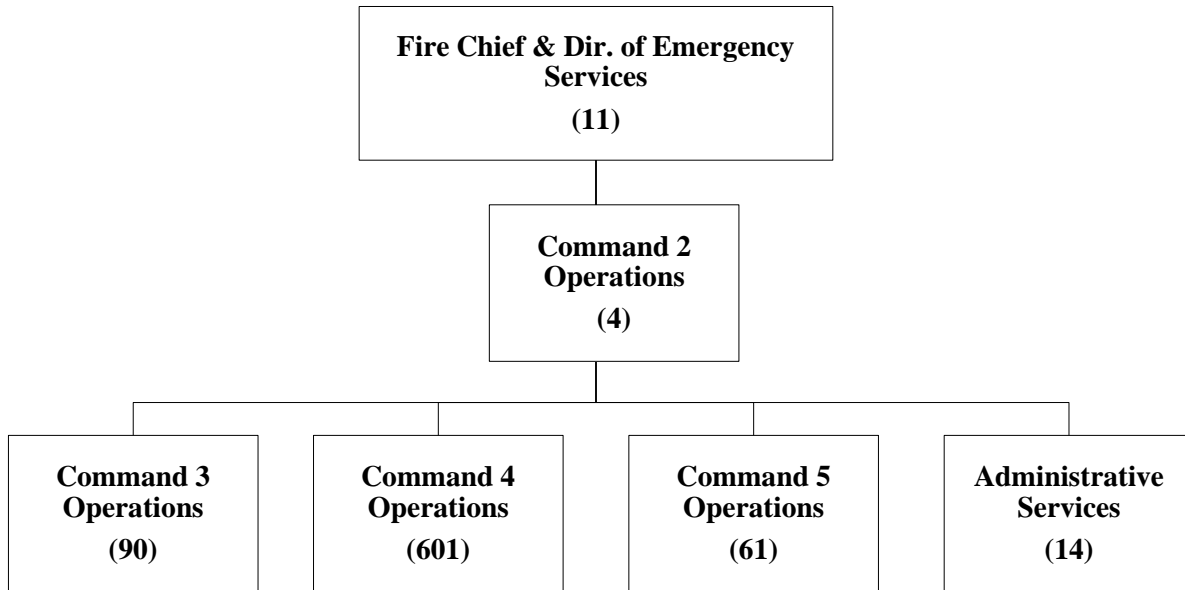 Fire Chief & Dir. of Emergency
Services
(11)
Command 2
Operations
(4)
Command 3
Operations
(90)
Command 4
Operations
(601)
Command 5
Operations
(61)
Administrative
Services
(14)